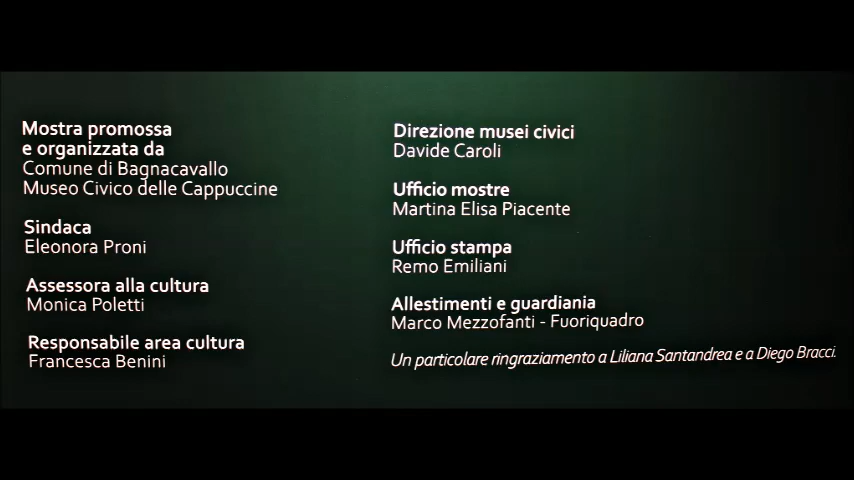 Mostra promossa
e organizzata da
Comune di Bagnacavallo
Museo Civico delle Cappuccine
Sindaca
Eleonora Proni
Assessora alla cultura
Monica Poletti
Responsabile area cultura
Francesca Benini
Direzione musei civici
Davide Caroli
Ufficio mostre
Martina Elisa Piacente
Ufficio stampa
Remo Emiliani
Allestimenti e guardiania
Marco Mezzofanti - Fuoriquadro
Un particolare ringraziamento a Liliana Santandrea e a Diego Bracci.